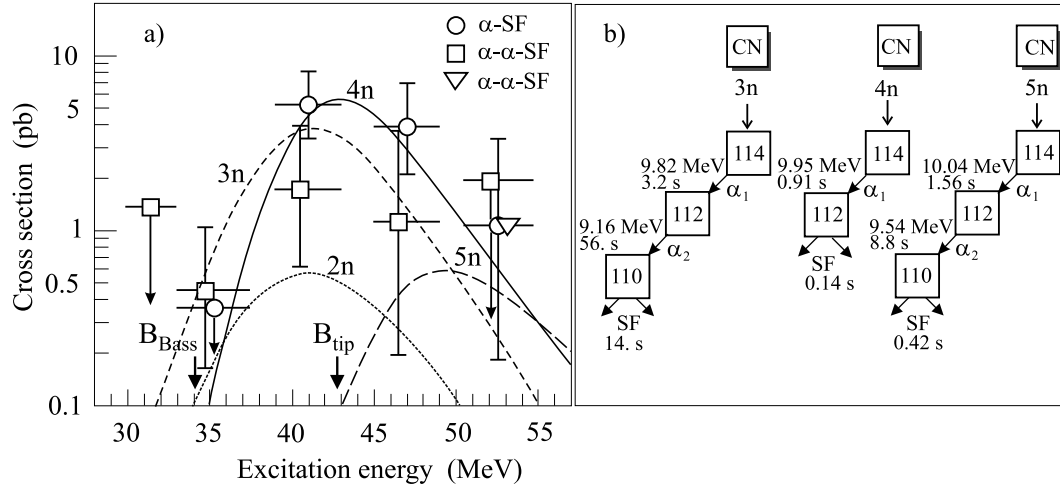 a)
α-SF
α-α-SF
α-α-SF
4n
3n
2n
5n
B_Bass
B_tip
10
5
1
0.5
0.1
30 35 40 45 50 55
Cross section (pb)
Excitation energy (MeV)
b)
CN CN CN
3n 4n 5n
114 114 114
9.82 MeV 9.95 MeV 10.04 MeV
3.2 s 0.91 s 1.56 s
α₁ α₁ α₁
112 112 112
9.16 MeV 9.54 MeV
56. s 8.8 s
α₂ α₂
SF
0.14 s
110 110
SF SF
14. s 0.42 s